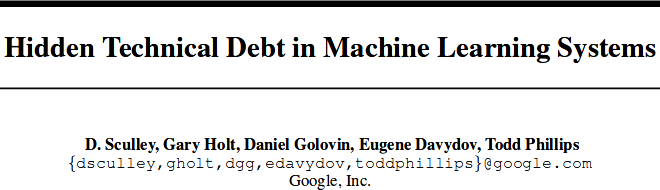 Hidden Technical Debt in Machine Learning Systems
D. Sculley, Gary Holt, Daniel Golovin, Eugene Davydov, Todd Phillips
{dsculley,gholt,dgg,edavydov,toddphillips}@google.com
Google, Inc.